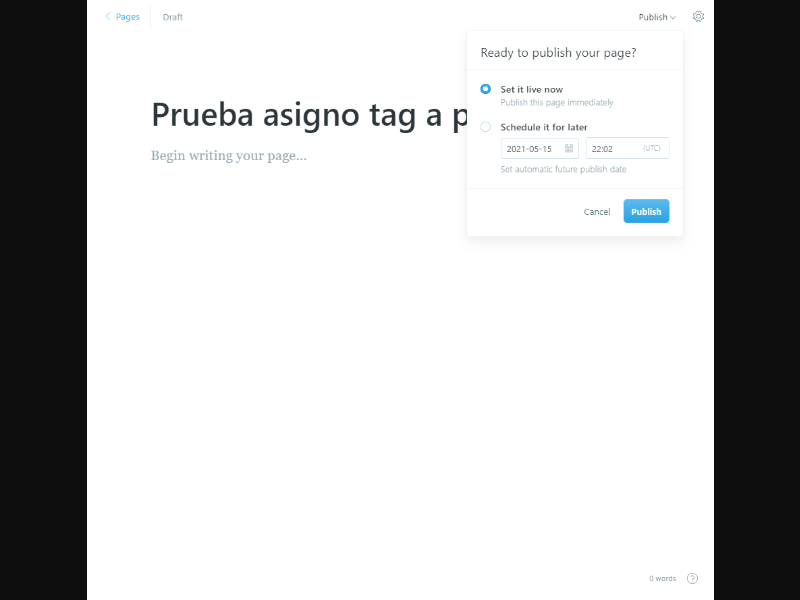 Pages
Draft
Publish
Ready to publish your page?
Set it live now
Publish this page immediately
Prueba asigno tag a p
Schedule it for later
Begin writing your page...
2021-05-15
22:02
(UTC)
Set automatic future publish date
Cancel
Publish
0 words
?